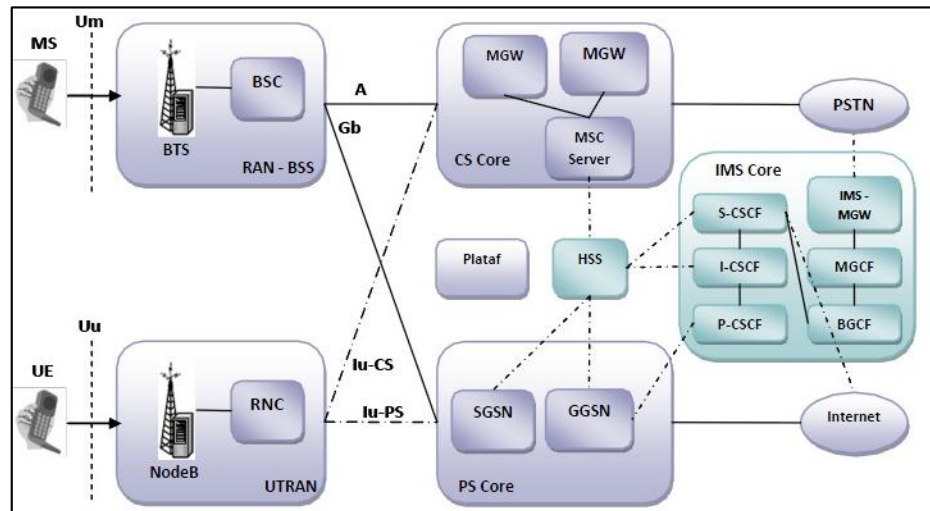 MS
Um
BTS
BSC
RAN - BSS
A
Gb
MGW
MGW
MSC
Server
CS Core
PSTN
IMS Core
S-CSCF
IMS -
MGW
I-CSCF
MGCF
P-CSCF
BGCF
Plataf
HSS
UE
Uu
NodeB
RNC
UTRAN
Iu-CS
Iu-PS
SGSN
GGSN
PS Core
Internet